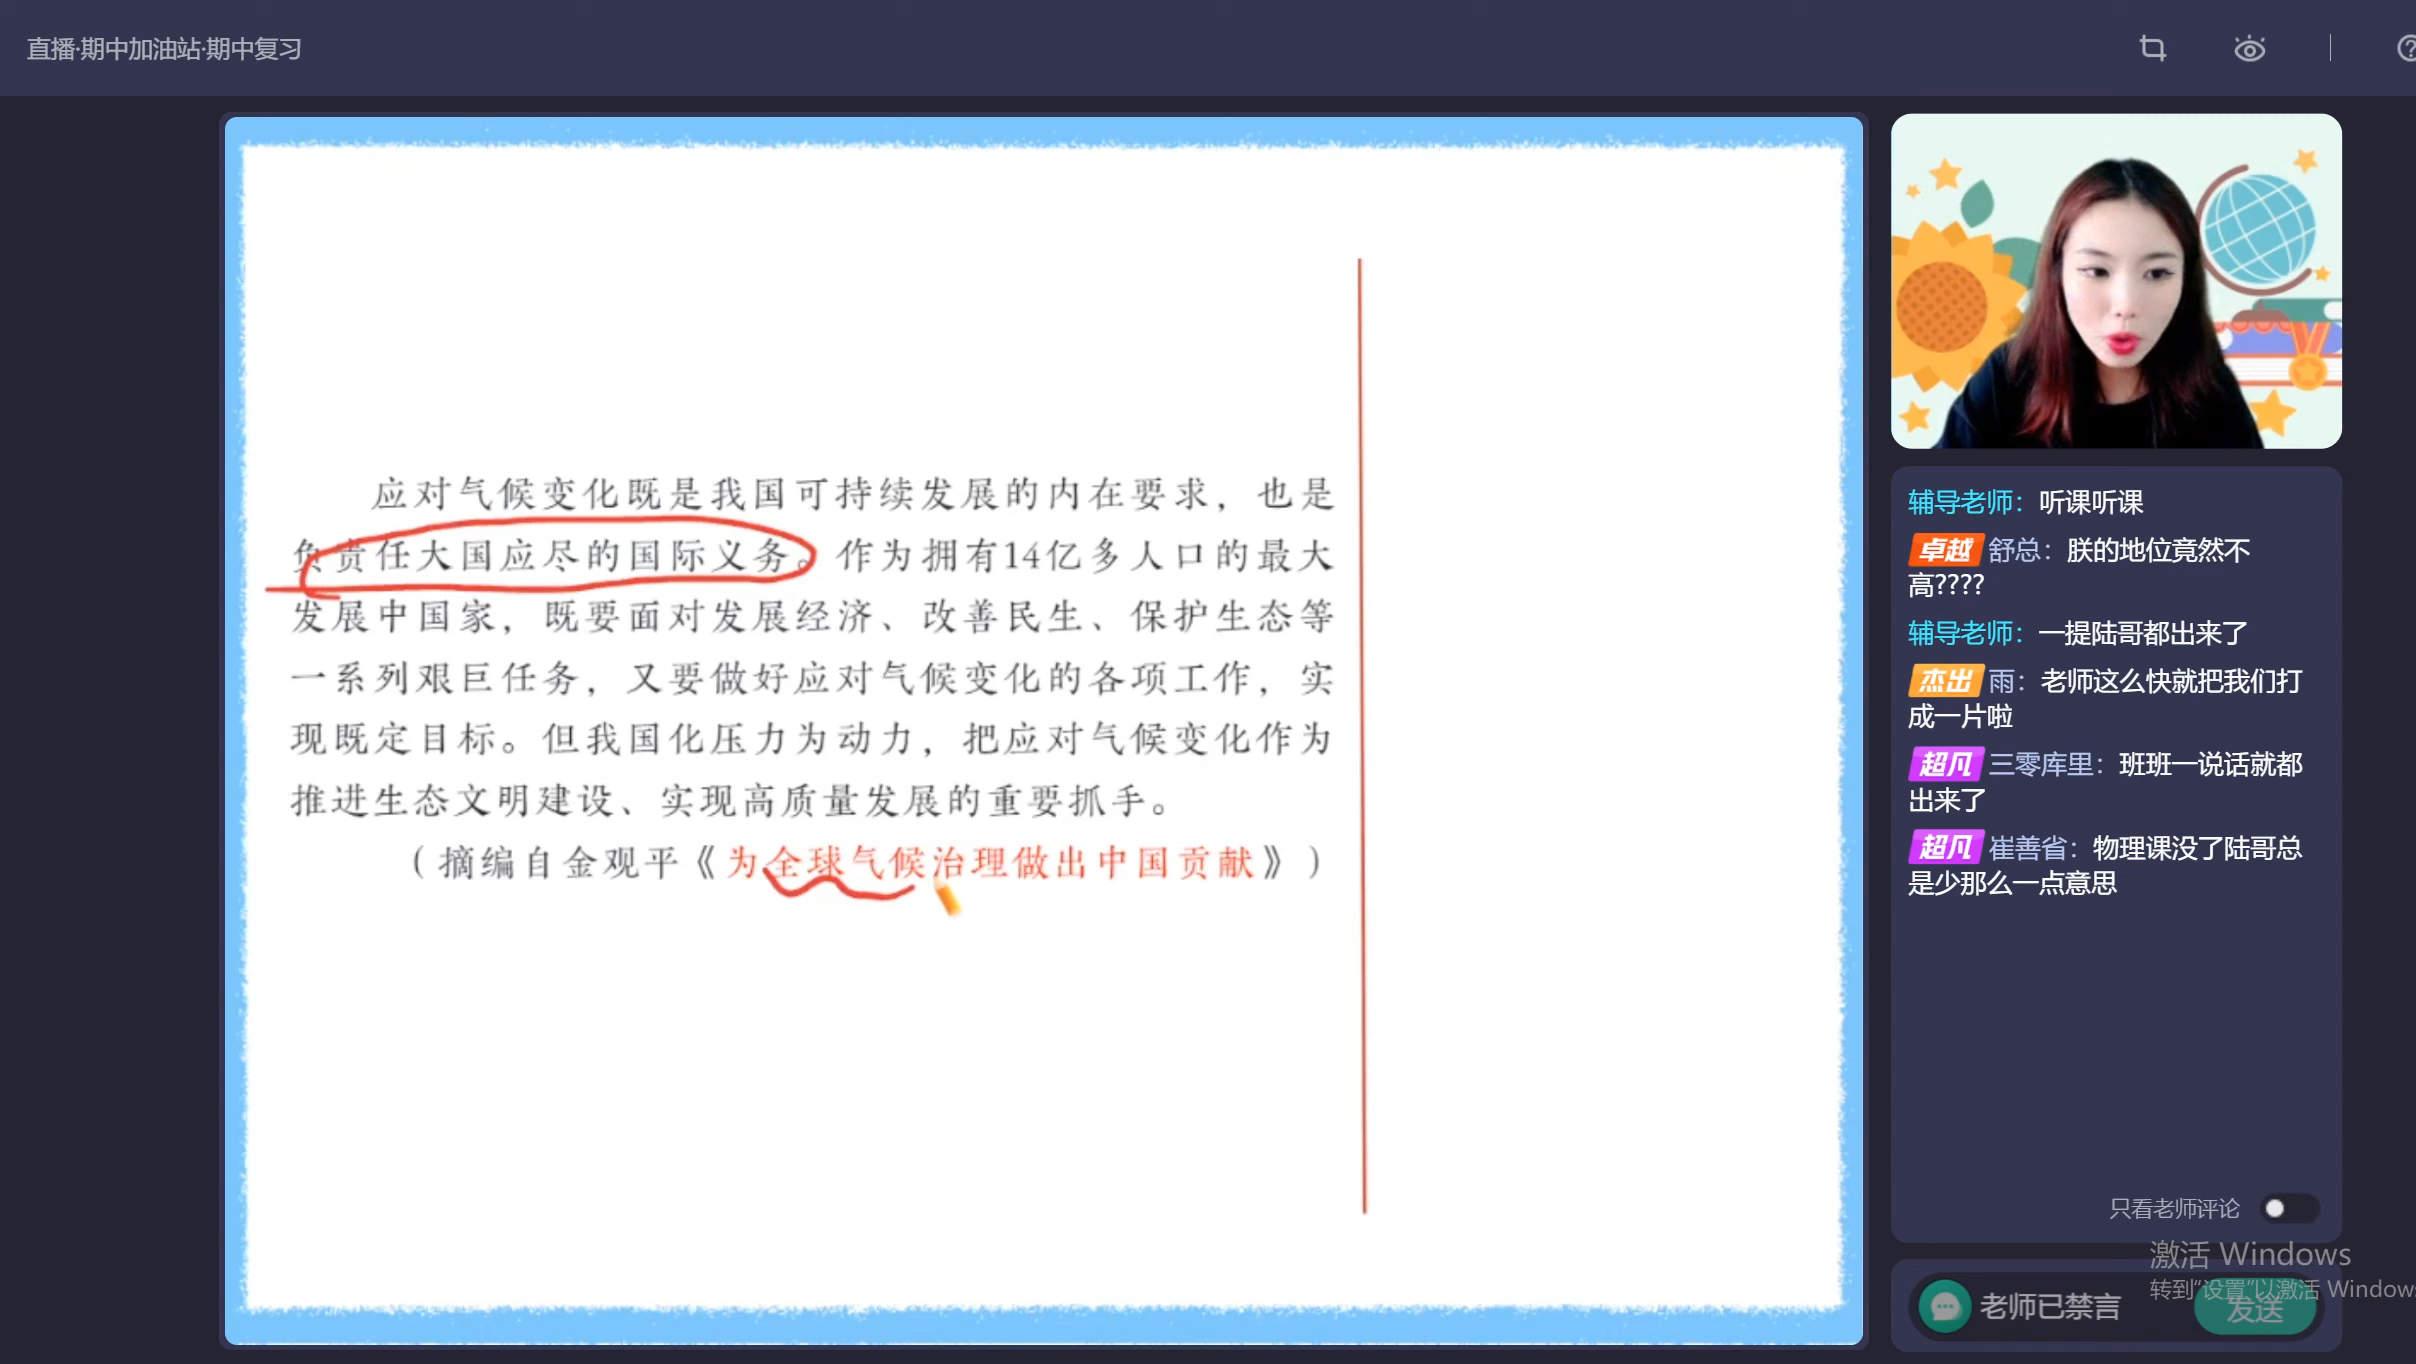 直播·期中加油站·期中复习
应对气候变化既是我国可持续发展的内在要求，也是
负责任大国应尽的国际义务。作为拥有14亿多人口的最大
发展中国家，既要面对发展经济、改善民生、保护生态等
一系列艰巨任务，又要做好应对气候变化的各项工作，实
现既定目标。但我国化压力为动力，把应对气候变化作为
推进生态文明建设、实现高质量发展的重要抓手。
（摘编自金观平《为全球气候治理做出中国贡献》）
辅导老师：听课听课
卓越 舒总：朕的地位竟然不
高????
辅导老师：一提陆哥都出来了
杰出 雨：老师这么快就把我们打
成一片啦
超凡 三零库里：班班一说话就都
出来了
超凡 崔善省：物理课没了陆哥总
是少那么一点意思
只看老师评论
激活 Windows
转到"设置"以激活 Windows
老师已禁言
发送